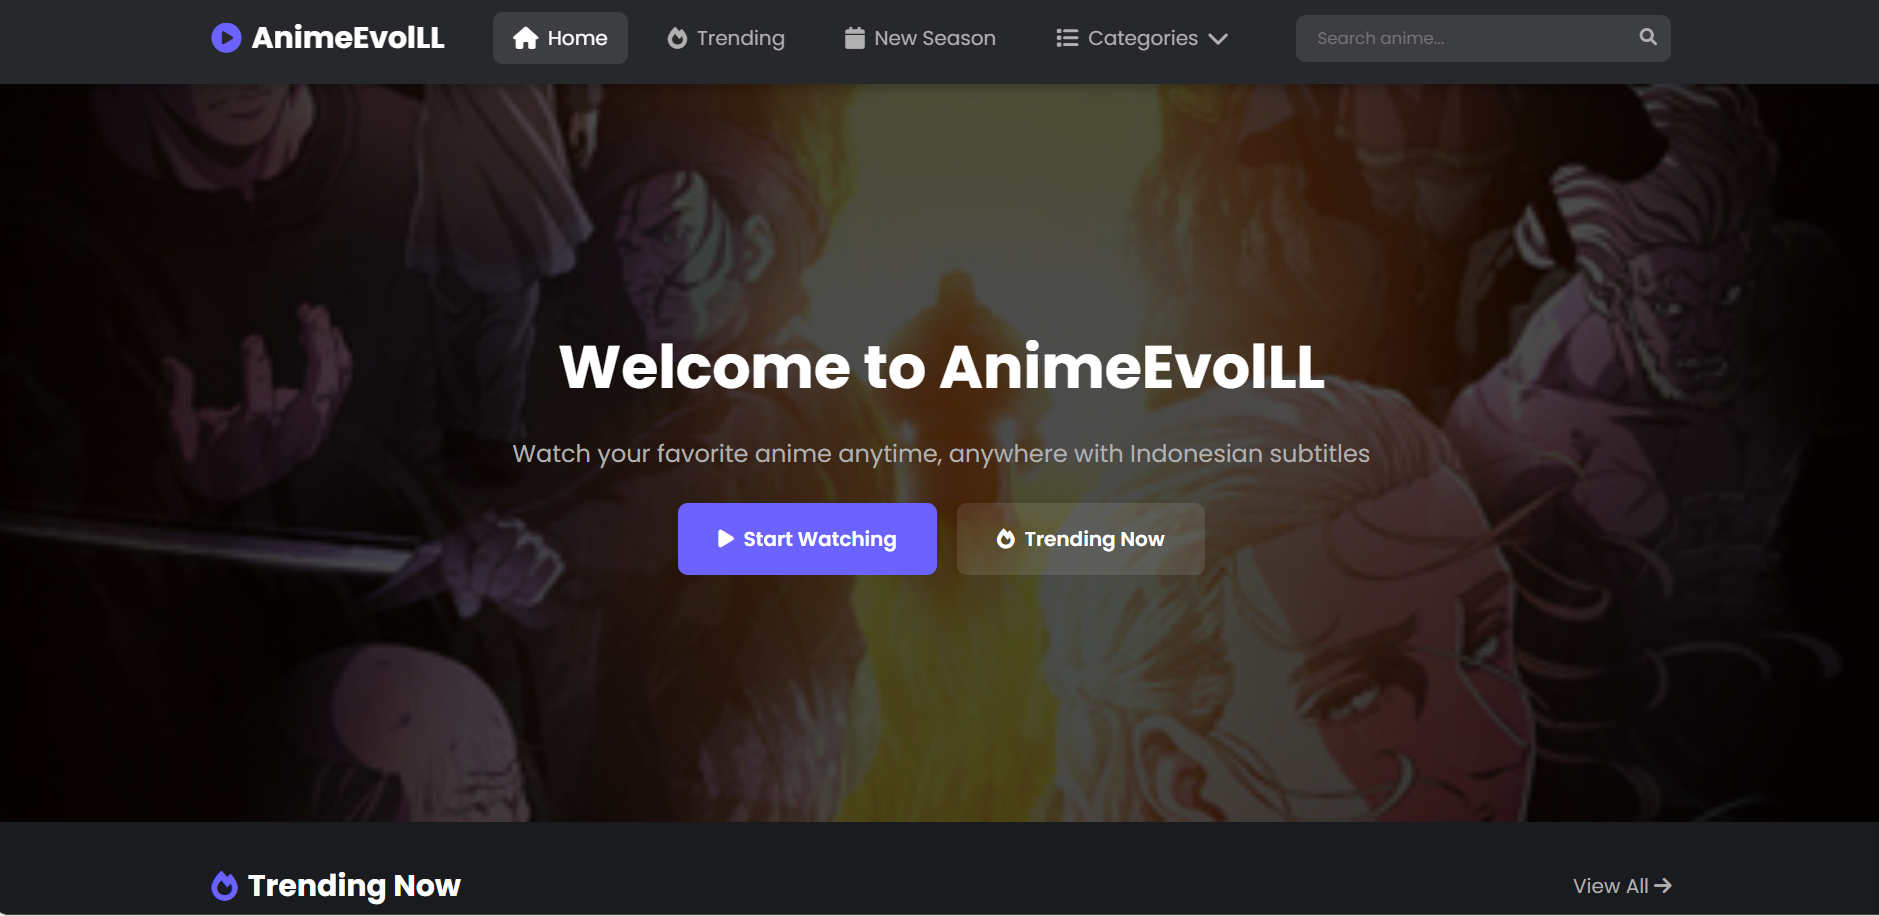 AnimeEvolLL
Home
Trending
New Season
Categories
Search anime...
Welcome to AnimeEvolLL
Watch your favorite anime anytime, anywhere with Indonesian subtitles
Start Watching
Trending Now
Trending Now
View All